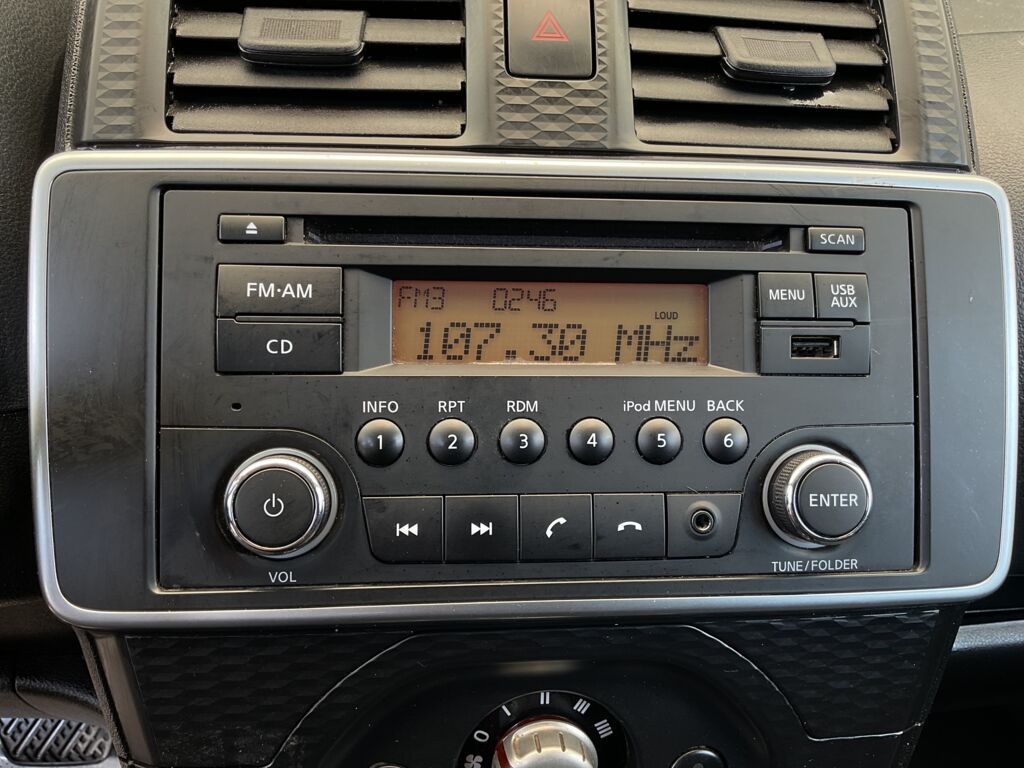 SCAN
FM·AM
CD
FM3 0246
LOUD
107.30 MHz
MENU
USB
AUX
INFO RPT RDM iPod MENU BACK
1 2 3 4 5 6
ENTER
VOL
TUNE/FOLDER
0